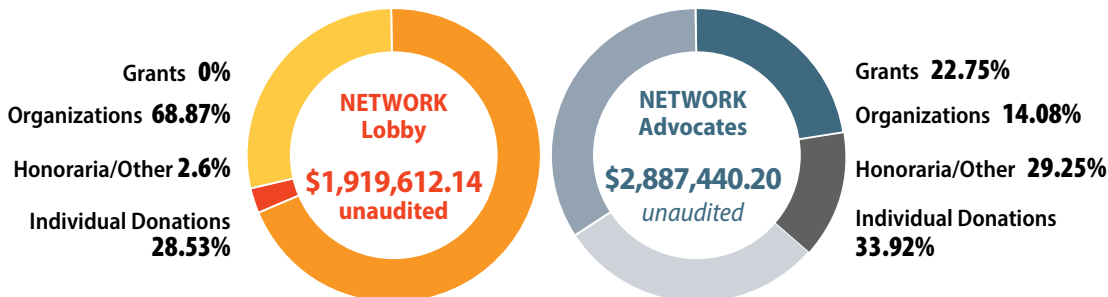 Grants 0%
Organizations 68.87%
Honoraria/Other 2.6%
Individual Donations
28.53%
NETWORK
Lobby
$1,919,612.14
unaudited
NETWORK
Advocates
$2,887,440.20
unaudited
Grants 22.75%
Organizations 14.08%
Honoraria/Other 29.25%
Individual Donations
33.92%